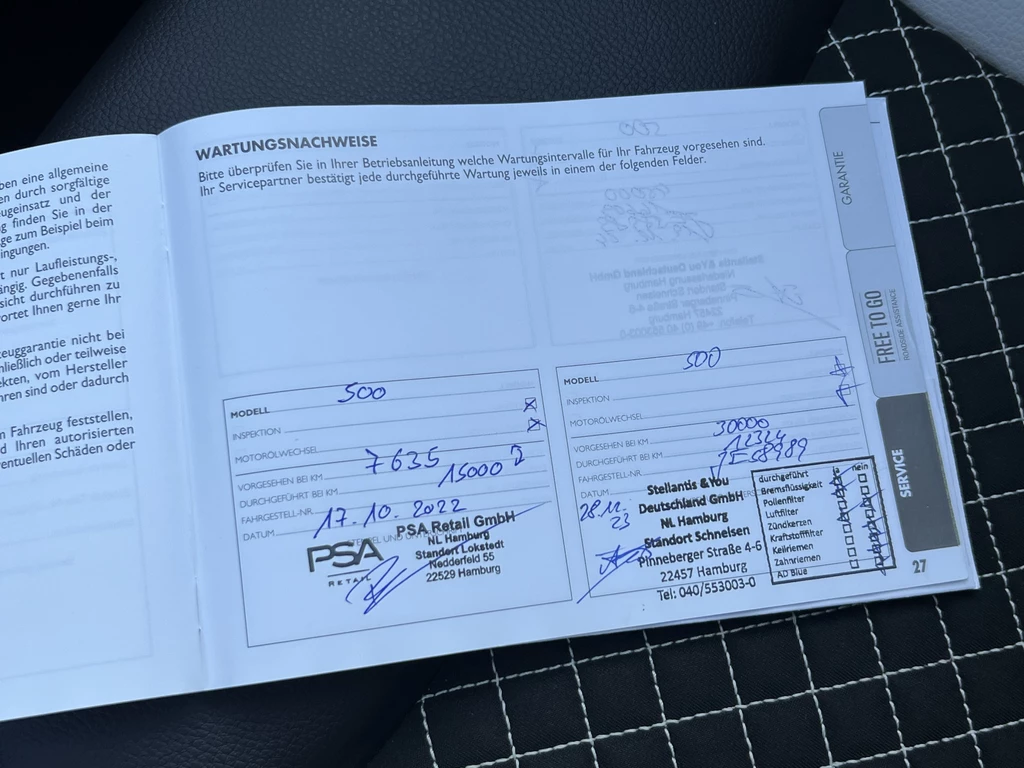 ben eine allgemeine
en durch sorgfältige
ugeinsatz und der
g finden Sie in der
ge zum Beispiel beim
ingungen.
t nur Laufleistungs-,
ängig. Gegebenenfalls
sicht durchführen zu
ortet Ihnen gerne Ihr
zeuggarantie nicht bei
hließlich oder teilweise
ekten, vom Hersteller
hren sind oder dadurch
n Fahrzeug feststellen,
d Ihren autorisierten
entuellen Schäden oder
WARTUNGSNACHWEISE
Bitte überprüfen Sie in Ihrer Betriebsanleitung welche Wartungsintervalle für Ihr Fahrzeug vorgesehen sind.
Ihr Servicepartner bestätigt jede durchgeführte Wartung jeweils in einem der folgenden Felder.
MODELL 500
INSPEKTION
MOTORÖLWECHSEL
VORGESEHEN BEI KM 7635
DURCHGEFÜHRT BEI KM 15000
FAHRGESTELL-NR.
DATUM 17.10.2022
PSA
RETAIL
PSA Retail GmbH
NL Hamburg
Standort Lokstedt
Nedderfeld 55
22529 Hamburg
MODELL 500
INSPEKTION
MOTORÖLWECHSEL
VORGESEHEN BEI KM 30000
DURCHGEFÜHRT BEI KM
FAHRGESTELL-NR.
DATUM
28.11.
23
Stellantis &You
Deutschland GmbH
NL Hamburg
Standort Schnelsen
Pinneberger Straße 4-6
22457 Hamburg
Tel: 040/553003-0
durchgeführt nein
Bremsflüssigkeit
Pollenfilter
Luftfilter
Zündkerzen
Kraftstofffilter
Keilriemen
Zahnriemen
AD Blue
GARANTIE
FREE TO GO
ROADSIDE ASSISTANCE
SERVICE
27